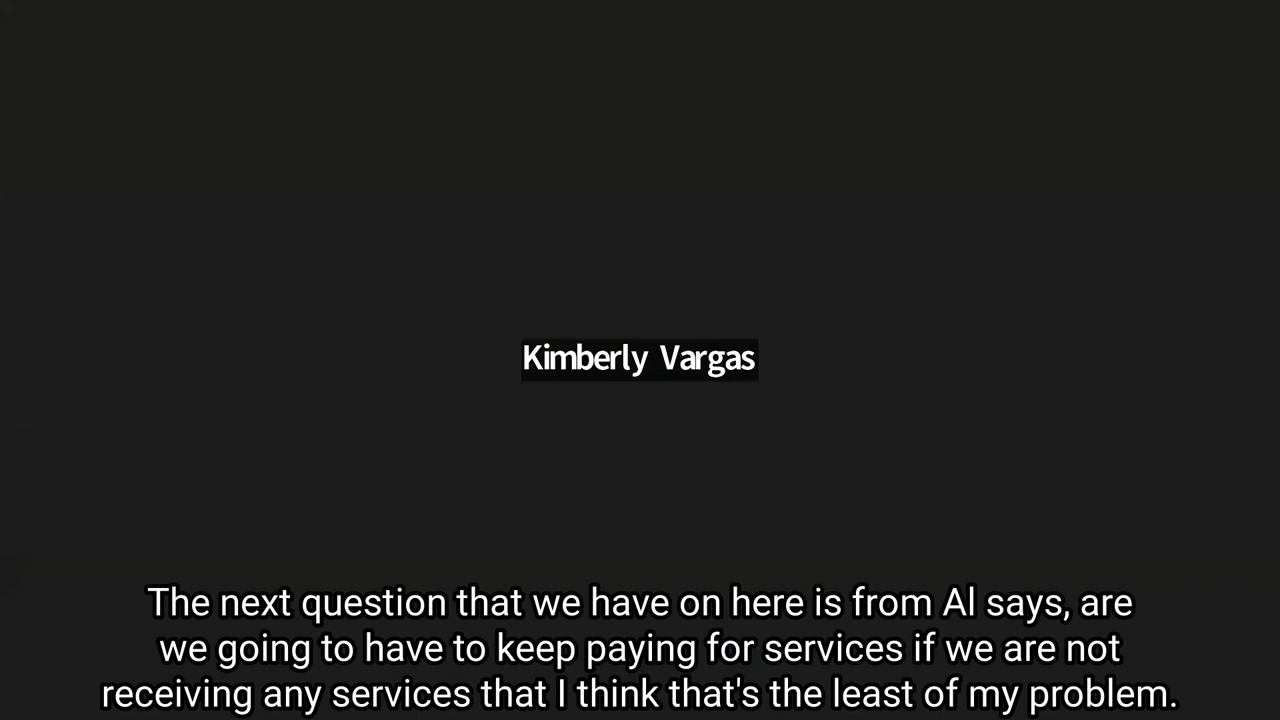 Kimberly Vargas
The next question that we have on here is from Al says, are
we going to have to keep paying for services if we are not
receiving any services that I think that's the least of my problem.